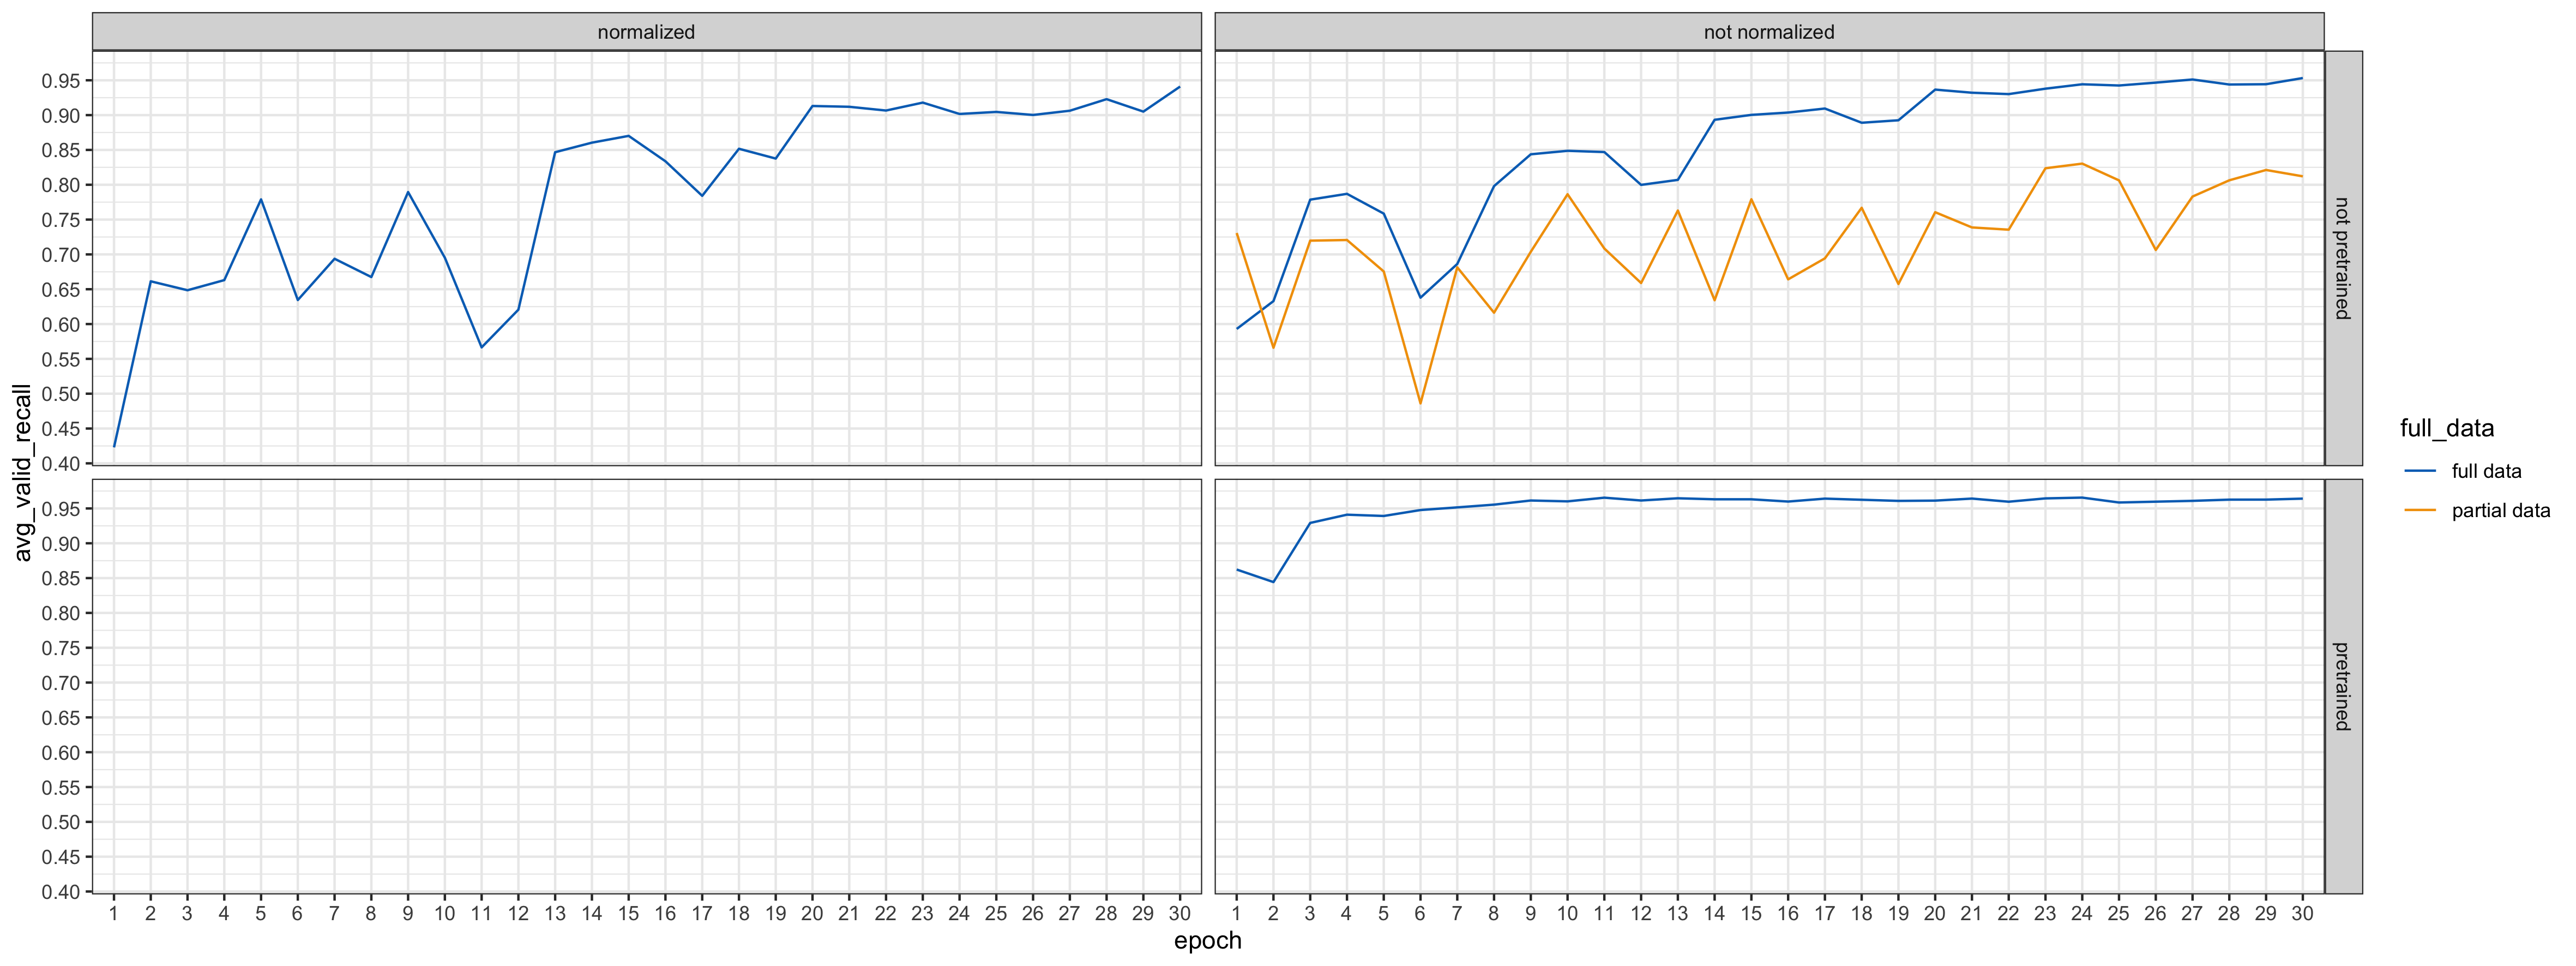 normalized
not normalized
0.95
0.90
0.85
0.80
0.75
0.70
0.65
0.60
0.55
0.50
0.45
0.40
not pretrained
avg_valid_recall
0.95
0.90
0.85
0.80
0.75
0.70
0.65
0.60
0.55
0.50
0.45
0.40
pretrained
1 2 3 4 5 6 7 8 9 10 11 12 13 14 15 16 17 18 19 20 21 22 23 24 25 26 27 28 29 30
1 2 3 4 5 6 7 8 9 10 11 12 13 14 15 16 17 18 19 20 21 22 23 24 25 26 27 28 29 30
epoch
full_data
full data
partial data